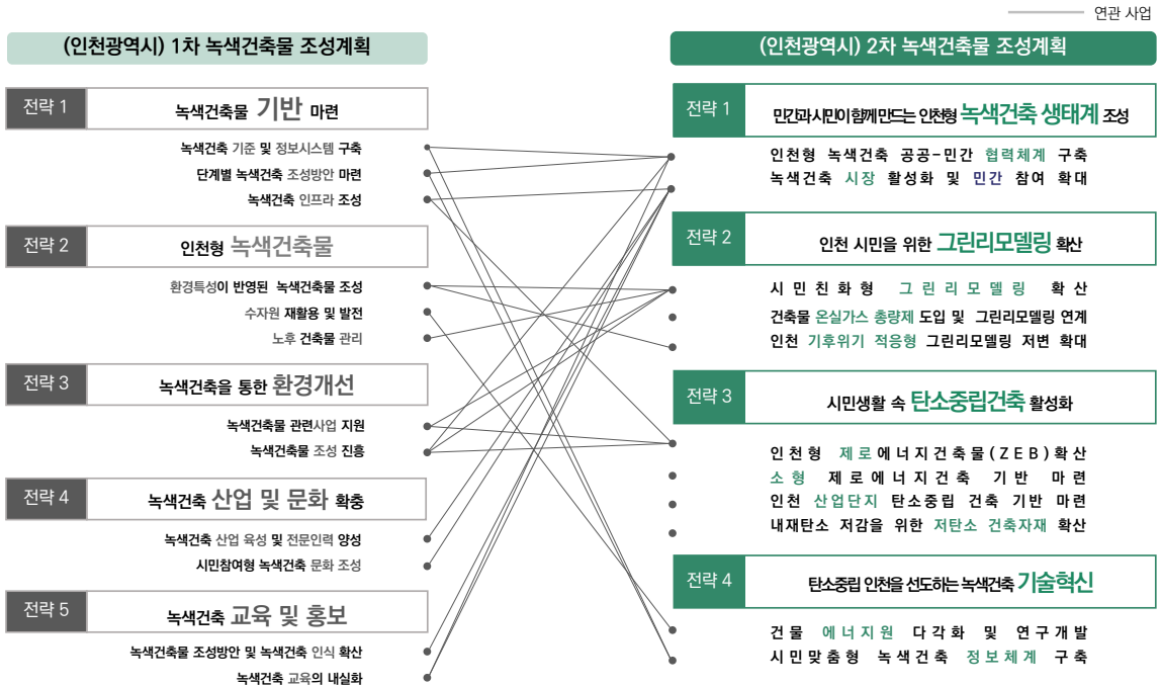 연관 사업
(인천광역시) 1차 녹색건축물 조성계획
전략 1
녹색건축물 기반 마련
녹색건축 기준 및 정보시스템 구축
단계별 녹색건축 조성방안 마련
녹색건축 인프라 조성
전략 2
인천형 녹색건축물
환경특성이 반영된 녹색건축물 조성
수자원 재활용 및 발전
노후 건축물 관리
전략 3
녹색건축을 통한 환경개선
녹색건축물 관련사업 지원
녹색건축물 조성 진흥
전략 4
녹색건축 산업 및 문화 확충
녹색건축 산업 육성 및 전문인력 양성
시민참여형 녹색건축 문화 조성
전략 5
녹색건축 교육 및 홍보
녹색건축물 조성방안 및 녹색건축 인식 확산
녹색건축 교육의 내실화
(인천광역시) 2차 녹색건축물 조성계획
전략 1
민간과 시민이 함께 만드는 인천형 녹색건축 생태계 조성
인천형 녹색건축 공공-민간 협력체계 구축
녹색건축 시장 활성화 및 민간 참여 확대
전략 2
인천 시민을 위한 그린리모델링 확산
시민친화형 그린리모델링 확산
건축물 온실가스 총량제 도입 및 그린리모델링 연계
인천 기후위기 적응형 그린리모델링 저변 확대
전략 3
시민생활 속 탄소중립건축 활성화
인천형 제로에너지건축물(ZEB)확산
소형 제로에너지건축 기반 마련
인천 산업단지 탄소중립 건축 기반 마련
내재탄소 저감을 위한 저탄소 건축자재 확산
전략 4
탄소중립 인천을 선도하는 녹색건축 기술혁신
건물 에너지원 다각화 및 연구개발
시민맞춤형 녹색건축 정보체계 구축